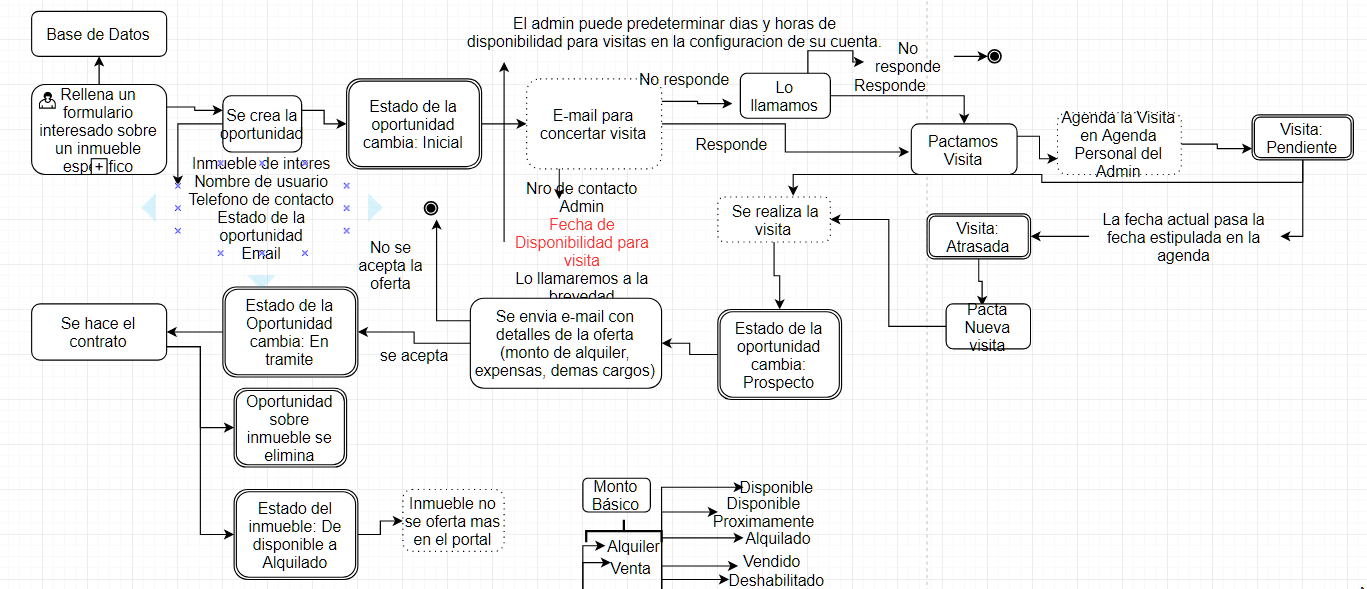 Base de Datos
Rellena un
formulario
interesado sobre
un inmueble
especifico
Se crea la
oportunidad
Inmueble de interes
Nombre de usuario
Telefono de contacto
Estado de la
oportunidad
Email
Estado de la
oportunidad
cambia: Inicial
El admin puede predeterminar dias y horas de
disponibilidad para visitas en la configuracion de su cuenta.
E-mail para
concertar visita
No responde
Responde
Nro de contacto
Admin
Fecha de
Disponibilidad para
visita
Lo llamaremos a la
brevedad
Lo
llamamos
No
responde
Responde
Pactamos
Visita
Agenda la Visita
en Agenda
Personal del
Admin
Visita:
Pendiente
La fecha actual pasa la
fecha estipulada en la
agenda
Visita:
Atrasada
Pacta
Nueva
visita
Se realiza la
visita
Estado de la
oportunidad
cambia:
Prospecto
Se envia e-mail con
detalles de la oferta
(monto de alquiler,
expensas, demas cargos)
No se
acepta la
oferta
se acepta
Estado de la
Oportunidad
cambia: En
tramite
Se hace el
contrato
Oportunidad
sobre
inmueble se
elimina
Estado del
inmueble: De
disponible a
Alquilado
Inmueble no
se oferta mas
en el portal
Monto
Básico
Alquiler
Venta
Disponible
Disponible
Proximamente
Alquilado
Vendido
Deshabilitado